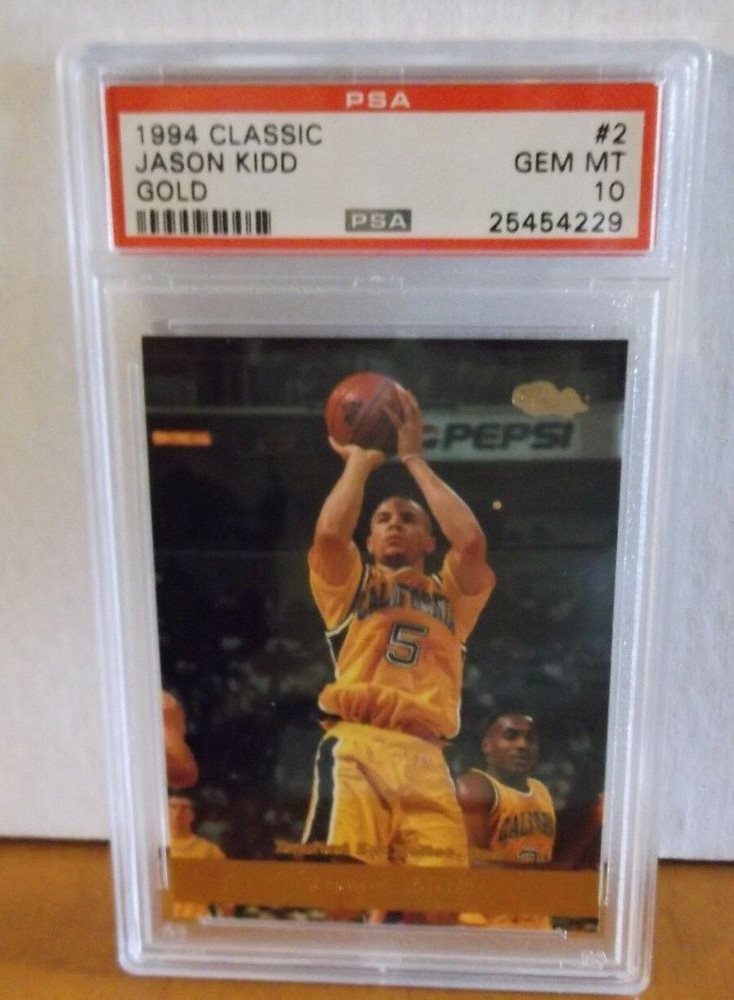 PSA
1994 CLASSIC #2
JASON KIDD GEM MT
GOLD 10
PSA 25454229
PEPSI
CALIFORNIA
5